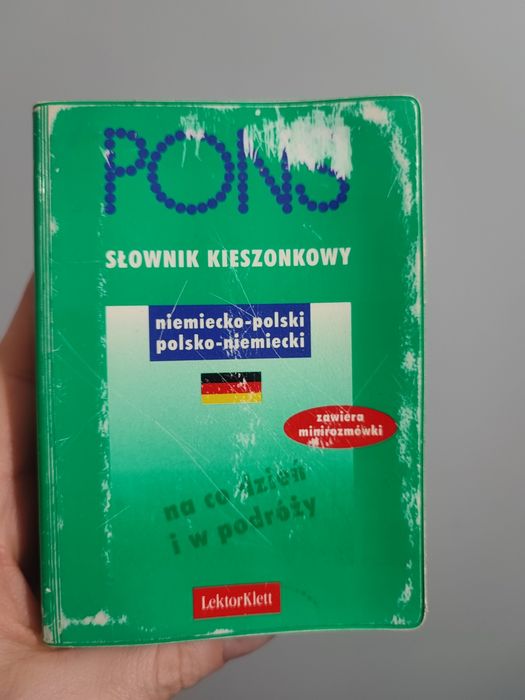 PONS
SŁOWNIK KIESZONKOWY
niemiecko-polski
polsko-niemiecki
zawiera
minirozmówki
na co dzień
i w podróży
LektorKlett